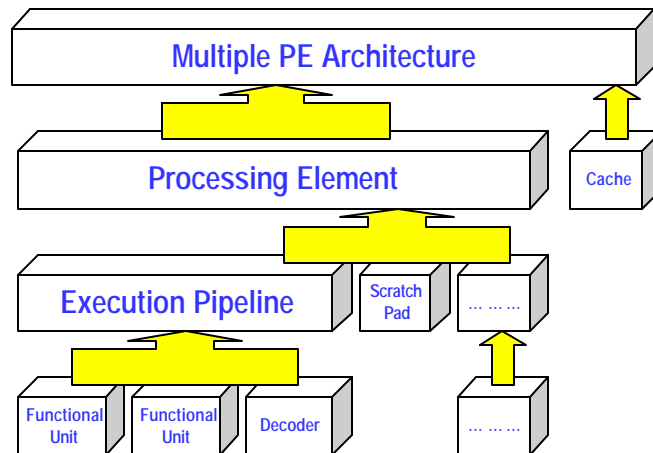 Multiple PE Architecture
Processing Element
Cache
Execution Pipeline
Scratch
Pad
... ... ...
Functional
Unit
Functional
Unit
Decoder
... ... ...